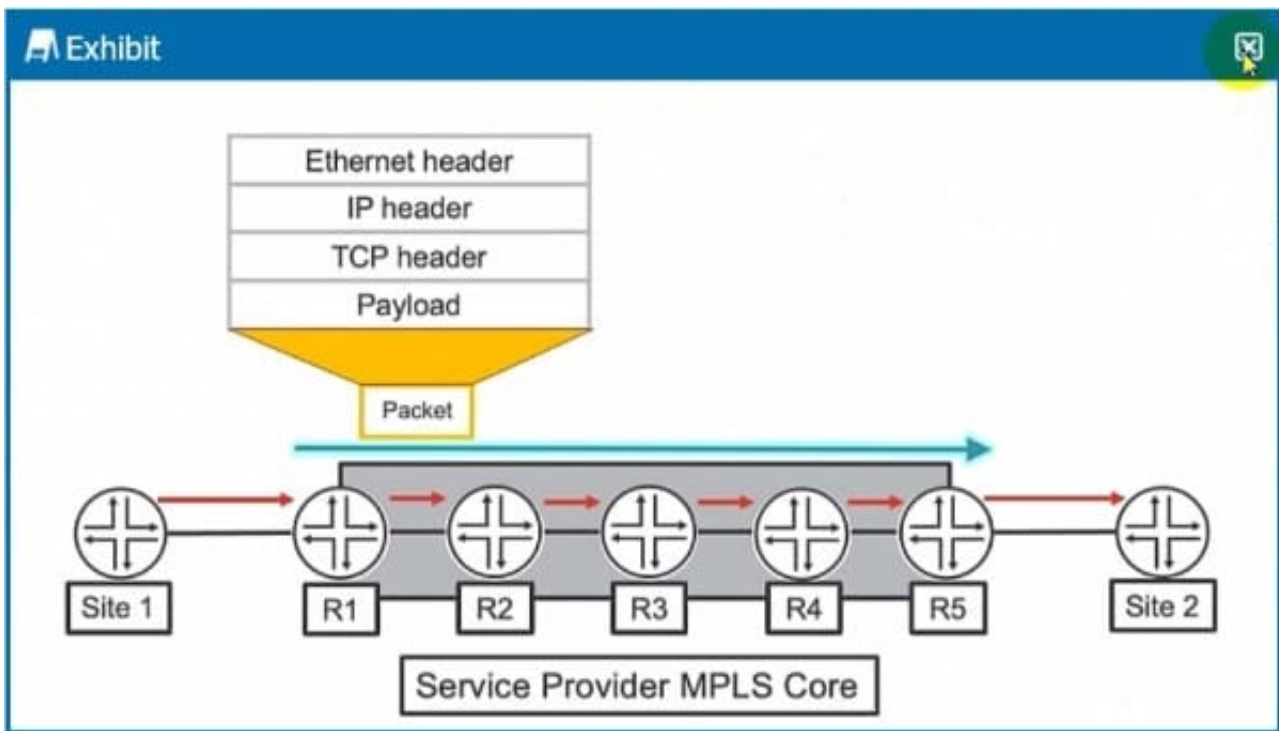 Exhibit
Ethernet header
IP header
TCP header
Payload
Packet
Site 1
R1
R2
R3
R4
R5
Site 2
Service Provider MPLS Core